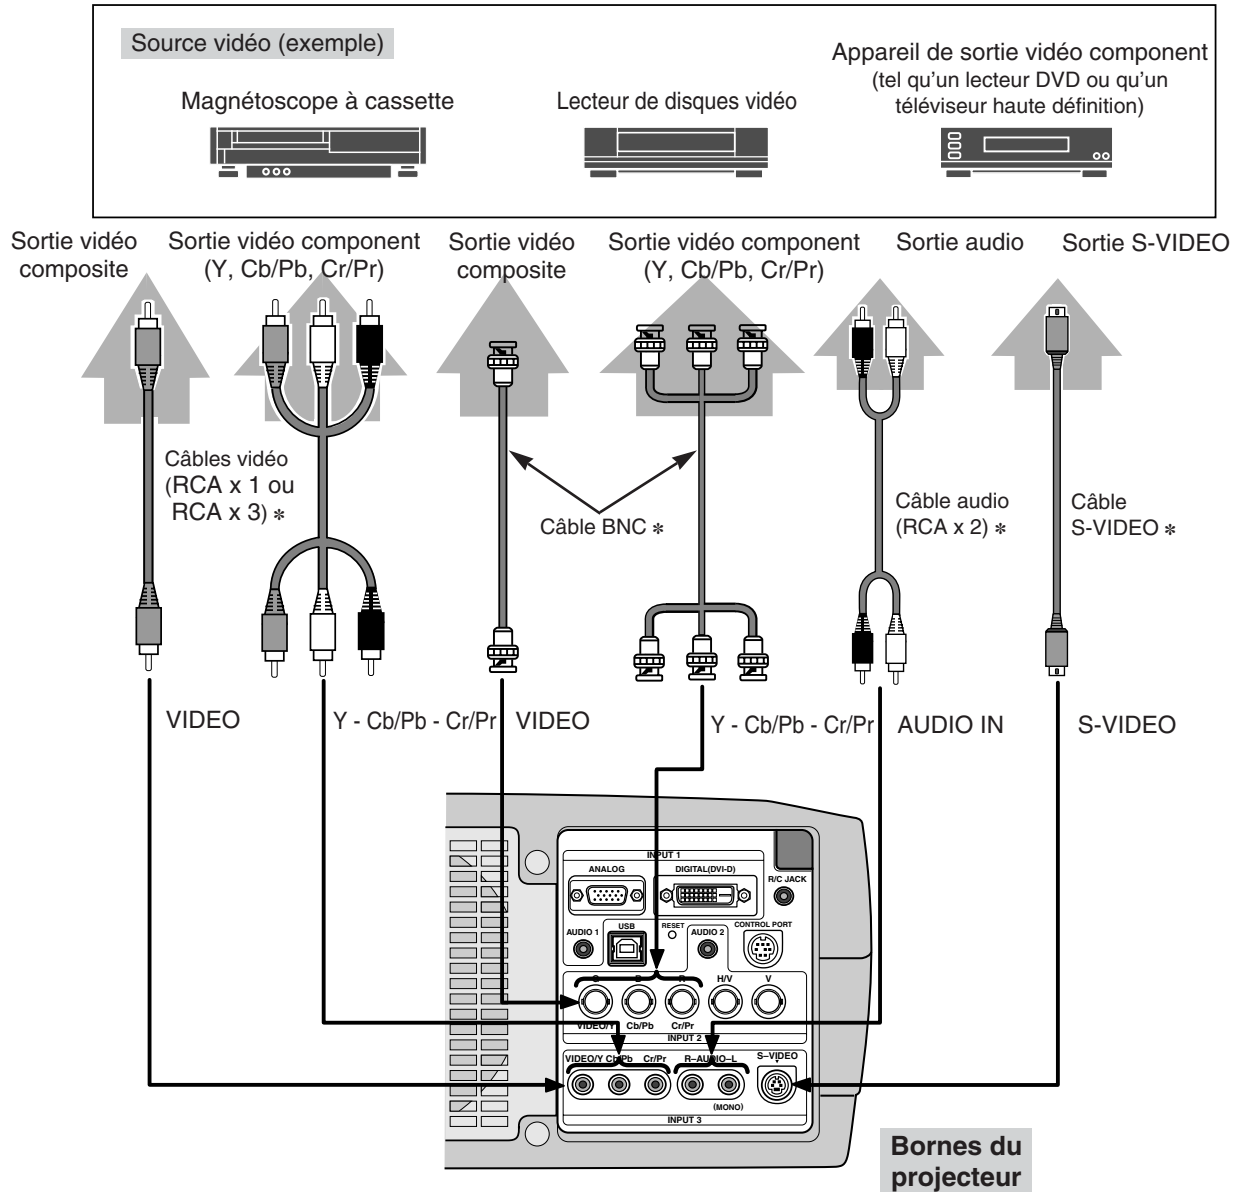 Source vidéo (exemple)
Magnétoscope à cassette
Lecteur de disques vidéo
Appareil de sortie vidéo component
(tel qu'un lecteur DVD ou qu'un
téléviseur haute définition)
Sortie vidéo
composite
Sortie vidéo component
(Y, Cb/Pb, Cr/Pr)
Sortie vidéo
composite
Sortie vidéo component
(Y, Cb/Pb, Cr/Pr)
Sortie audio
Sortie S-VIDEO
Câbles vidéo
(RCA x 1 ou
RCA x 3) *
Câble BNC *
Câble audio
(RCA x 2) *
Câble
S-VIDEO *
VIDEO
Y - Cb/Pb - Cr/Pr
VIDEO
Y - Cb/Pb - Cr/Pr
AUDIO IN
S-VIDEO
INPUT 1
ANALOG
DIGITAL(DVI-D)
R/C JACK
AUDIO 1
USB
RESET
AUDIO 2
CONTROL PORT
G
B
R
H/V
V
VIDEO/Y
Cb/Pb
Cr/Pr
INPUT 2
VIDEO/Y
Cb/Pb
Cr/Pr
R–AUDIO–L
S–VIDEO
(MONO)
INPUT 3
Bornes du
projecteur